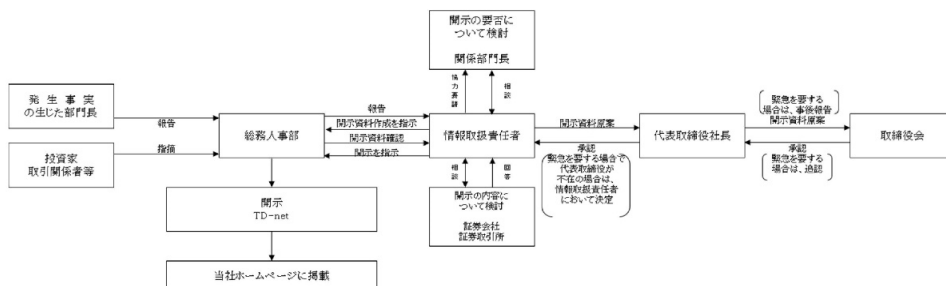 開示の要否に
ついて検討
関係部門長
発生事実
の生じた部門長
報告
投資家
取引関係者等
指摘
総務人事部
報告
開示資料作成を指示
開示資料確認
開示を指示
協力要請
相談
情報取扱責任者
相談
回答
開示の内容に
ついて検討
証券会社
証券取引所
開示資料原案
承認
緊急を要する場合で
代表取締役が
不在の場合は、
情報取扱責任者
において決定
代表取締役社長
緊急を要する
場合は、事後報告
開示資料原案
承認
緊急を要する
場合は、追認
取締役会
開示
TD-net
当社ホームページに掲載